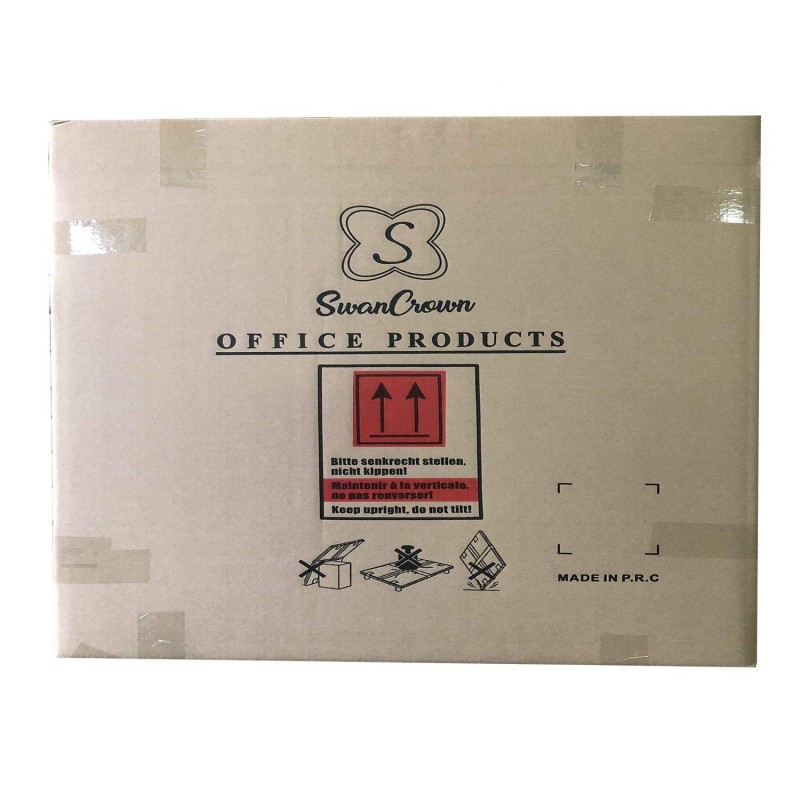 S
SwanCrown
OFFICE PRODUCTS
Bitte senkrecht stellen,
nicht kippen!
Maintenir à la verticale,
ne pas renverser!
Keep upright, do not tilt!
MADE IN P.R.C